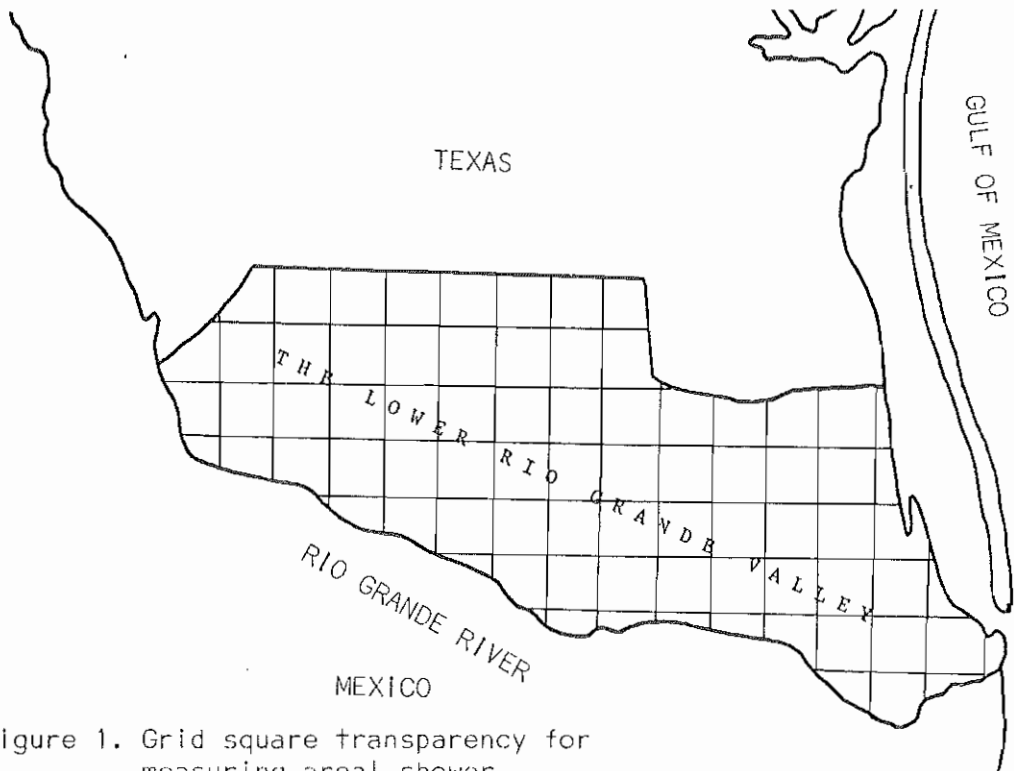 TEXAS
GULF OF MEXICO
THE LOWER RIO GRANDE VALLEY
RIO GRANDE RIVER
MEXICO
igure 1. Grid square transparency for
measuring areal shower